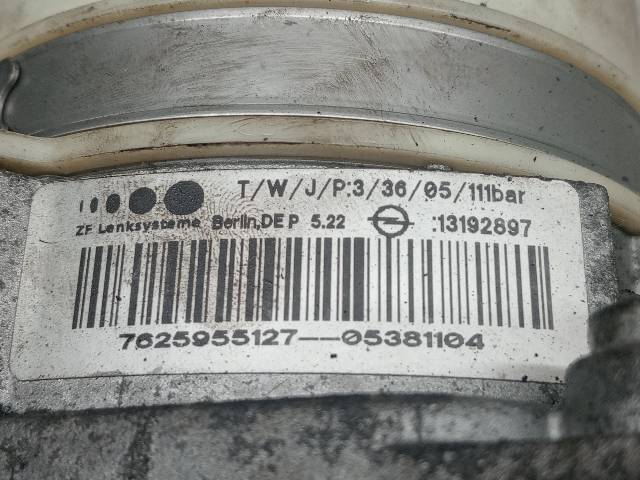 T/W/J/P:3/36/05/111bar
ZF Lenksysteme Berlin,DE P 5.22 :13192897
7625955127--05381104